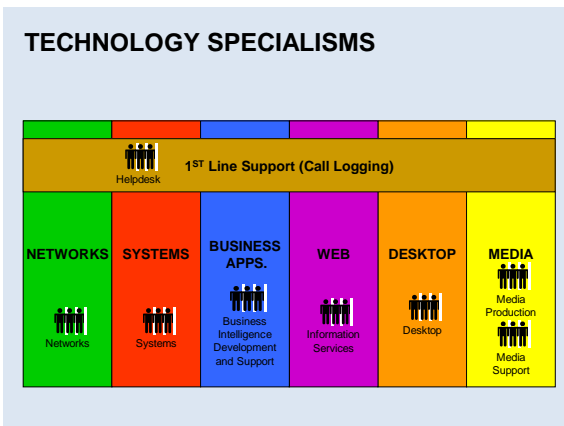 TECHNOLOGY SPECIALISMS
1ST Line Support (Call Logging)
Helpdesk
NETWORKS
Networks
SYSTEMS
Systems
BUSINESS
APPS.
Business
Intelligence
Development
and Support
WEB
Information
Services
DESKTOP
Desktop
MEDIA
Media
Production
Media
Support